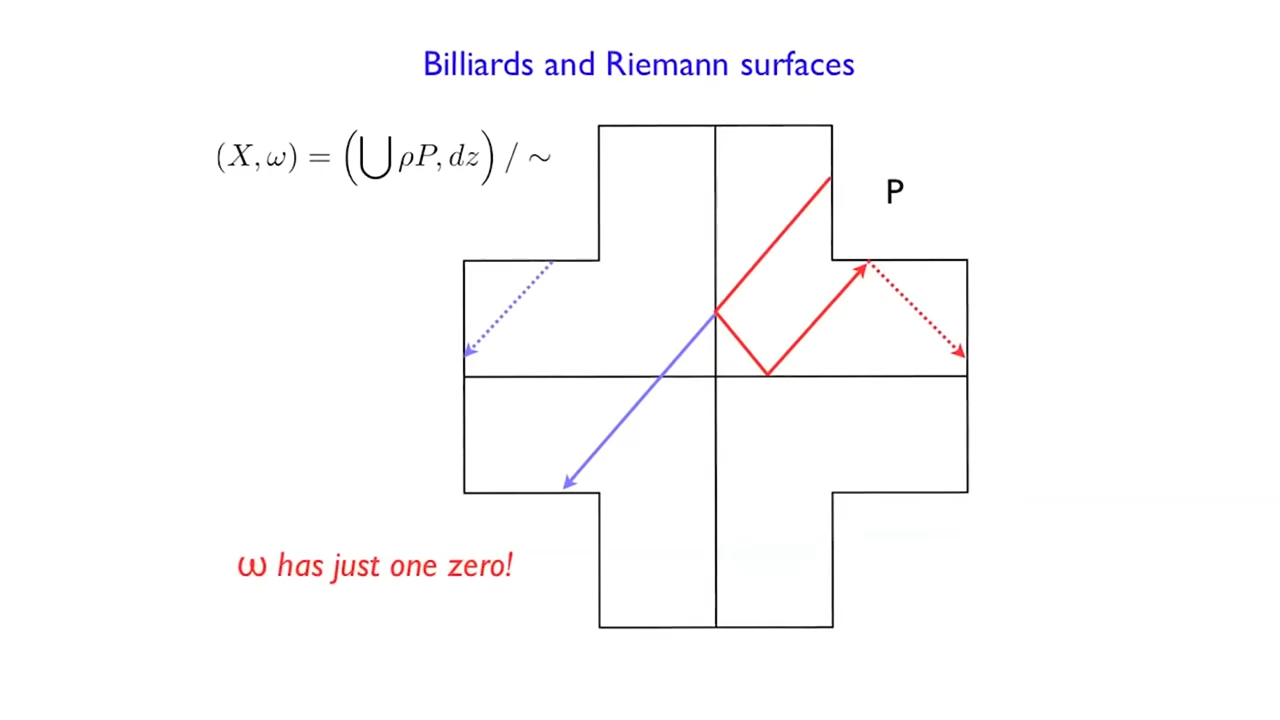 Billiards and Riemann surfaces
(X, ω) = (⋃ ρP, dz) / ∼
P
ω has just one zero!